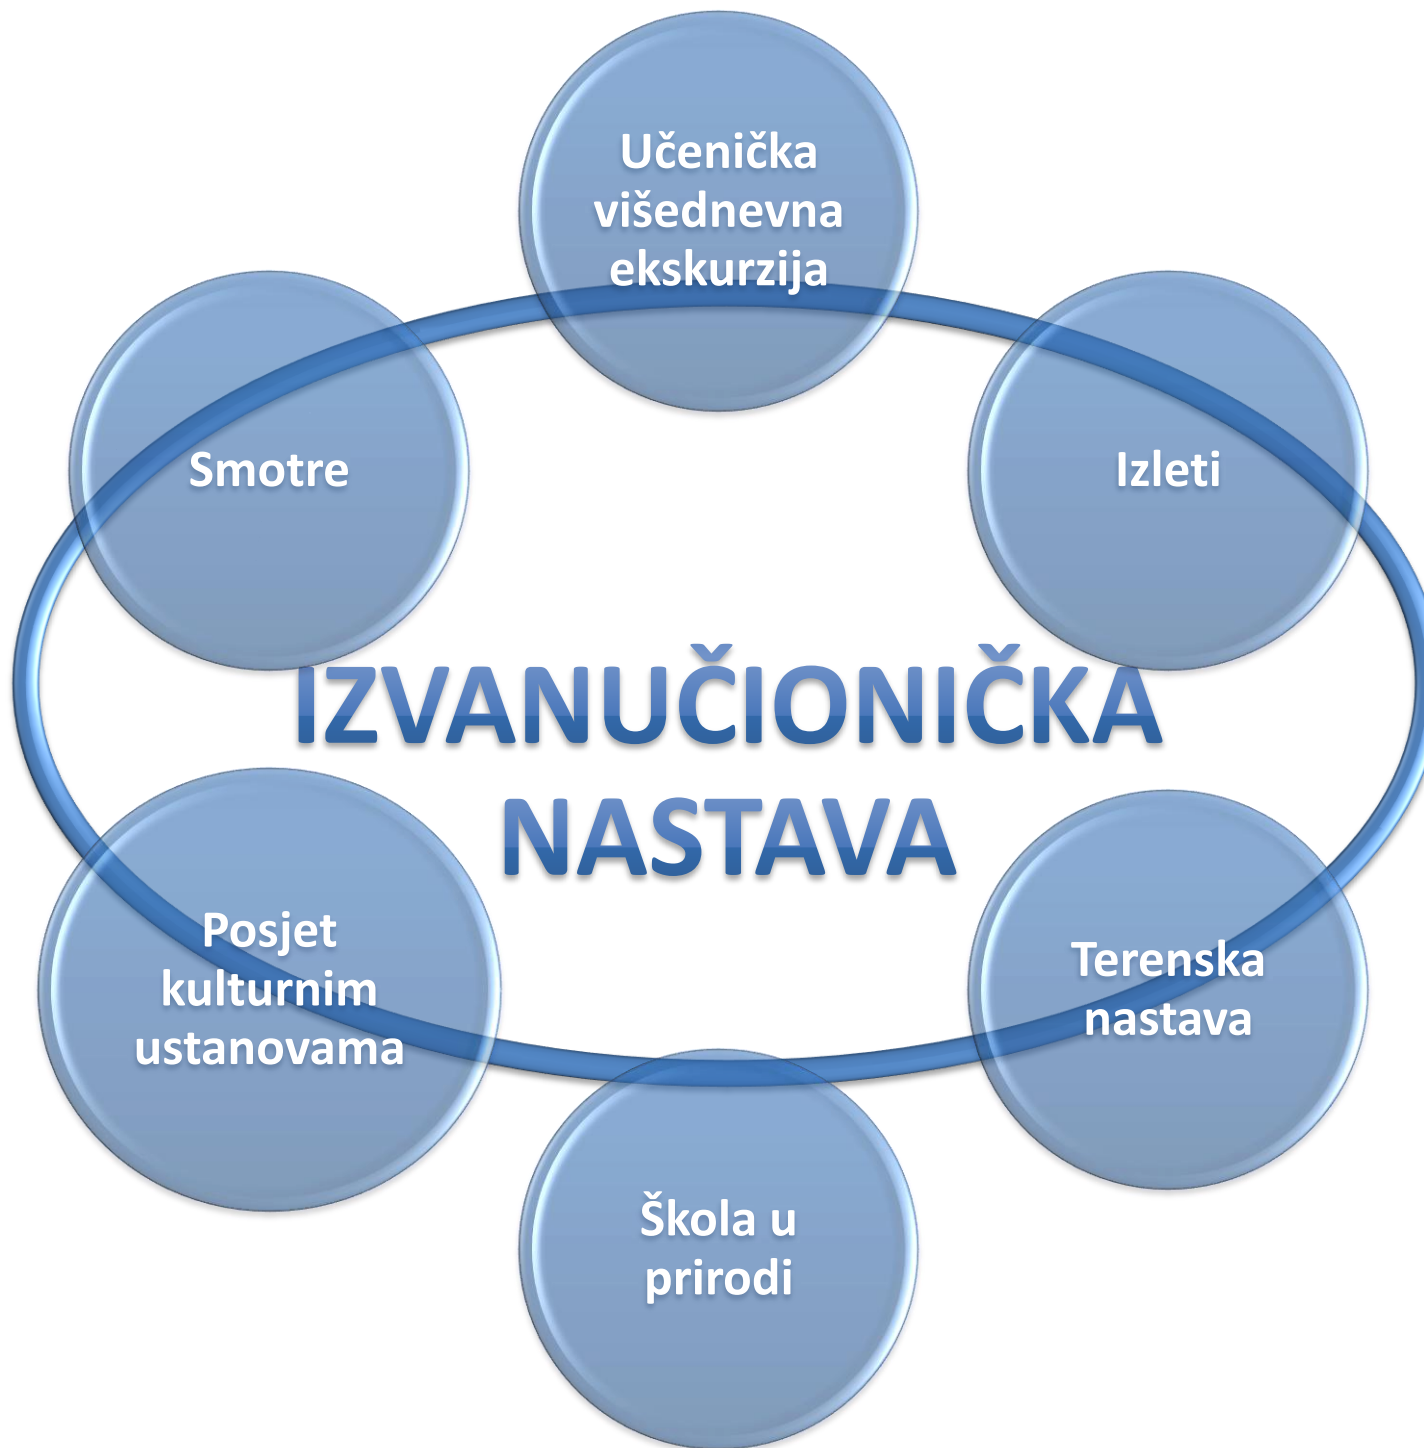 Učenička
višednevna
ekskurzija
Izleti
Terenska
nastava
Škola u
prirodi
Posjet
kulturnim
ustanovama
Smotre
IZVANUČIONIČKA
NASTAVA